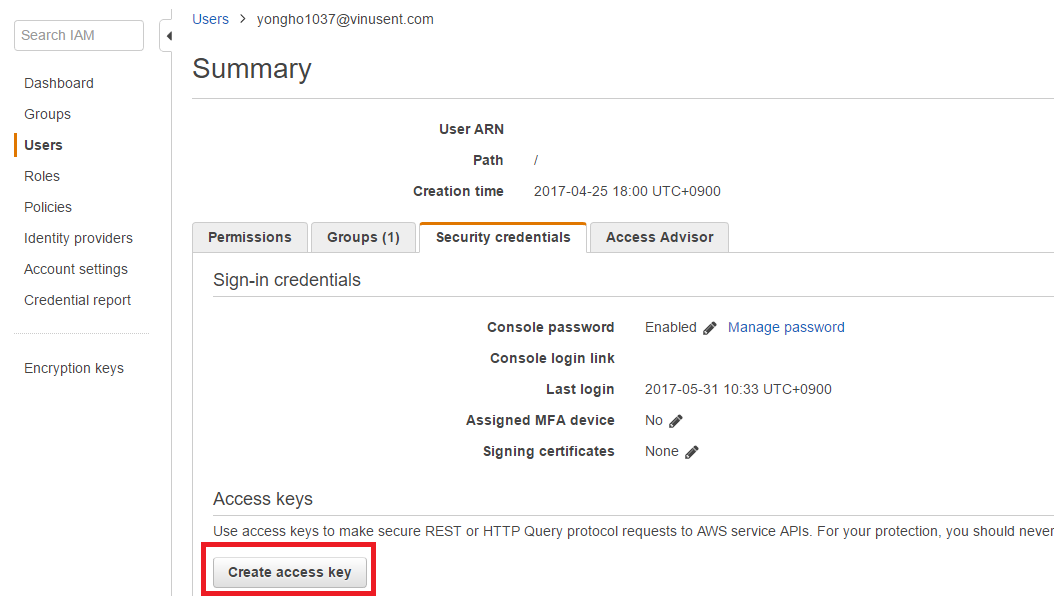 Search IAM
Dashboard
Groups
Users
Roles
Policies
Identity providers
Account settings
Credential report
Encryption keys
Users > yongho1037@vinusent.com
Summary
User ARN
Path /
Creation time 2017-04-25 18:00 UTC+0900
Permissions Groups (1) Security credentials Access Advisor
Sign-in credentials
Console password Enabled Manage password
Console login link
Last login 2017-05-31 10:33 UTC+0900
Assigned MFA device No
Signing certificates None
Access keys
Use access keys to make secure REST or HTTP Query protocol requests to AWS service APIs. For your protection, you should never
Create access key